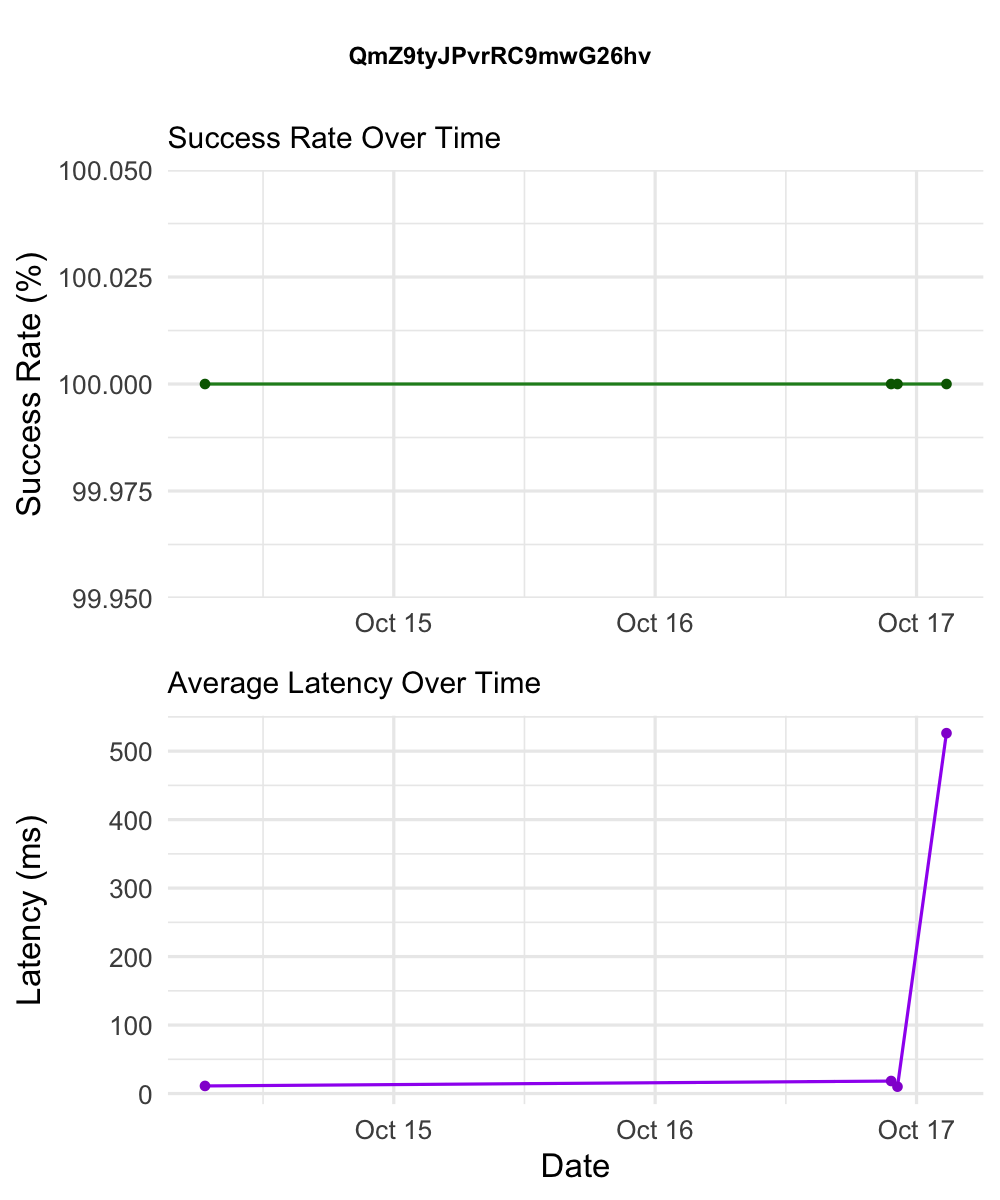 QmZ9tyJPvrRC9mwG26hv
Success Rate Over Time
Success Rate (%)
100.050
100.025
100.000
99.975
99.950
Oct 15 Oct 16 Oct 17
Average Latency Over Time
Latency (ms)
500
400
300
200
100
0
Oct 15 Oct 16 Oct 17
Date